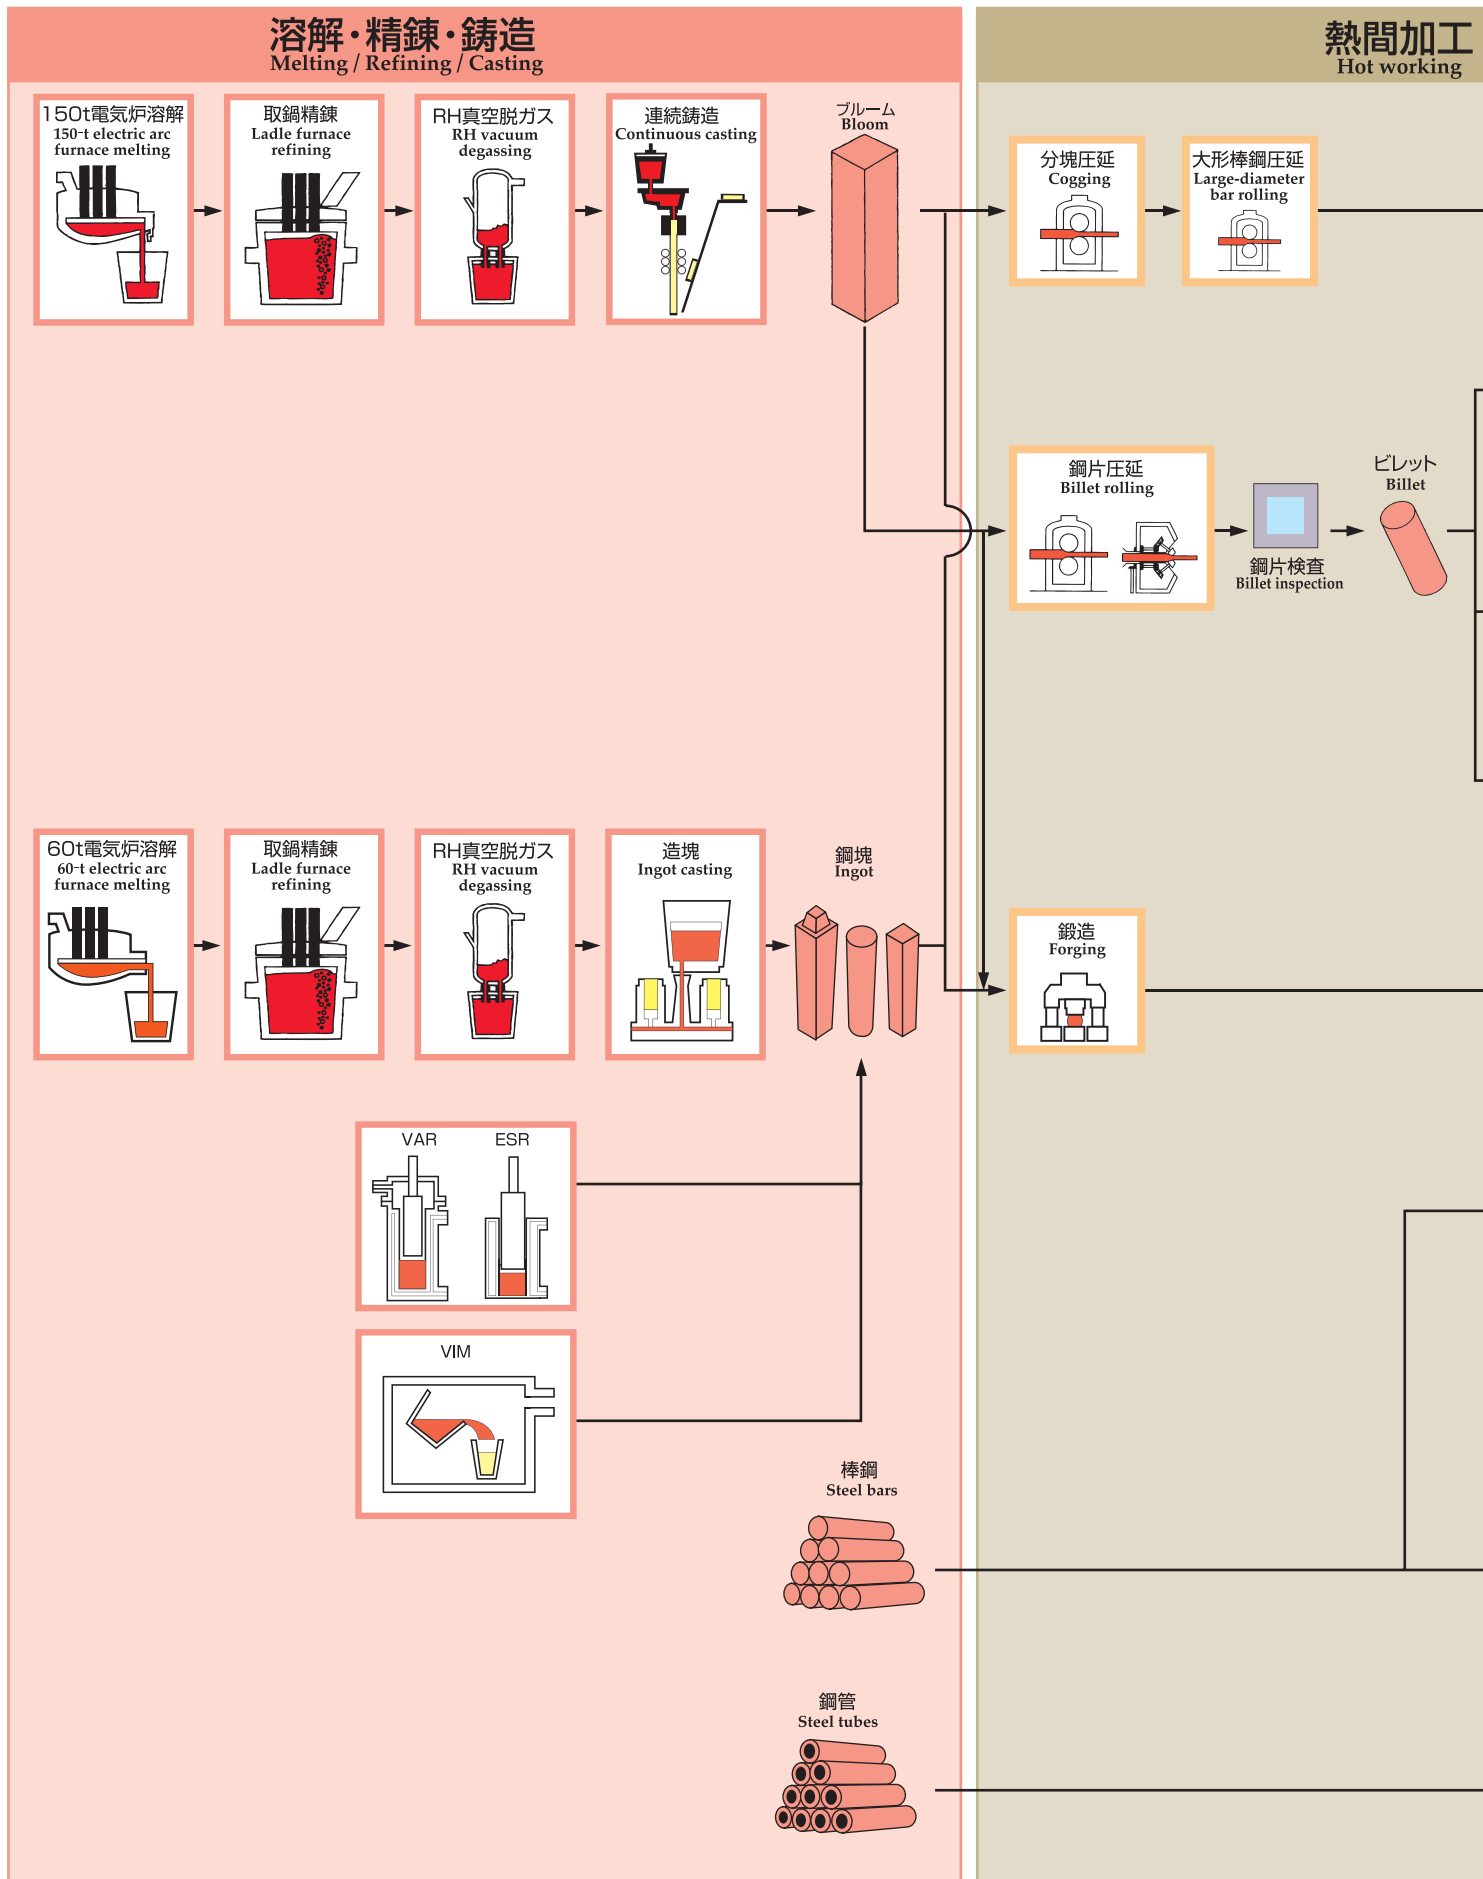 溶解・精錬・鋳造
Melting / Refining / Casting
熱間加工
Hot working
150t電気炉溶解
150-t electric arc
furnace melting
取鍋精錬
Ladle furnace
refining
RH真空脱ガス
RH vacuum
degassing
連続鋳造
Continuous casting
ブルーム
Bloom
分塊圧延
Cogging
大形棒鋼圧延
Large-diameter
bar rolling
鋼片圧延
Billet rolling
鋼片検査
Billet inspection
ビレット
Billet
60t電気炉溶解
60-t electric arc
furnace melting
取鍋精錬
Ladle furnace
refining
RH真空脱ガス
RH vacuum
degassing
造塊
Ingot casting
鋼塊
Ingot
鍛造
Forging
VAR
ESR
VIM
棒鋼
Steel bars
鋼管
Steel tubes